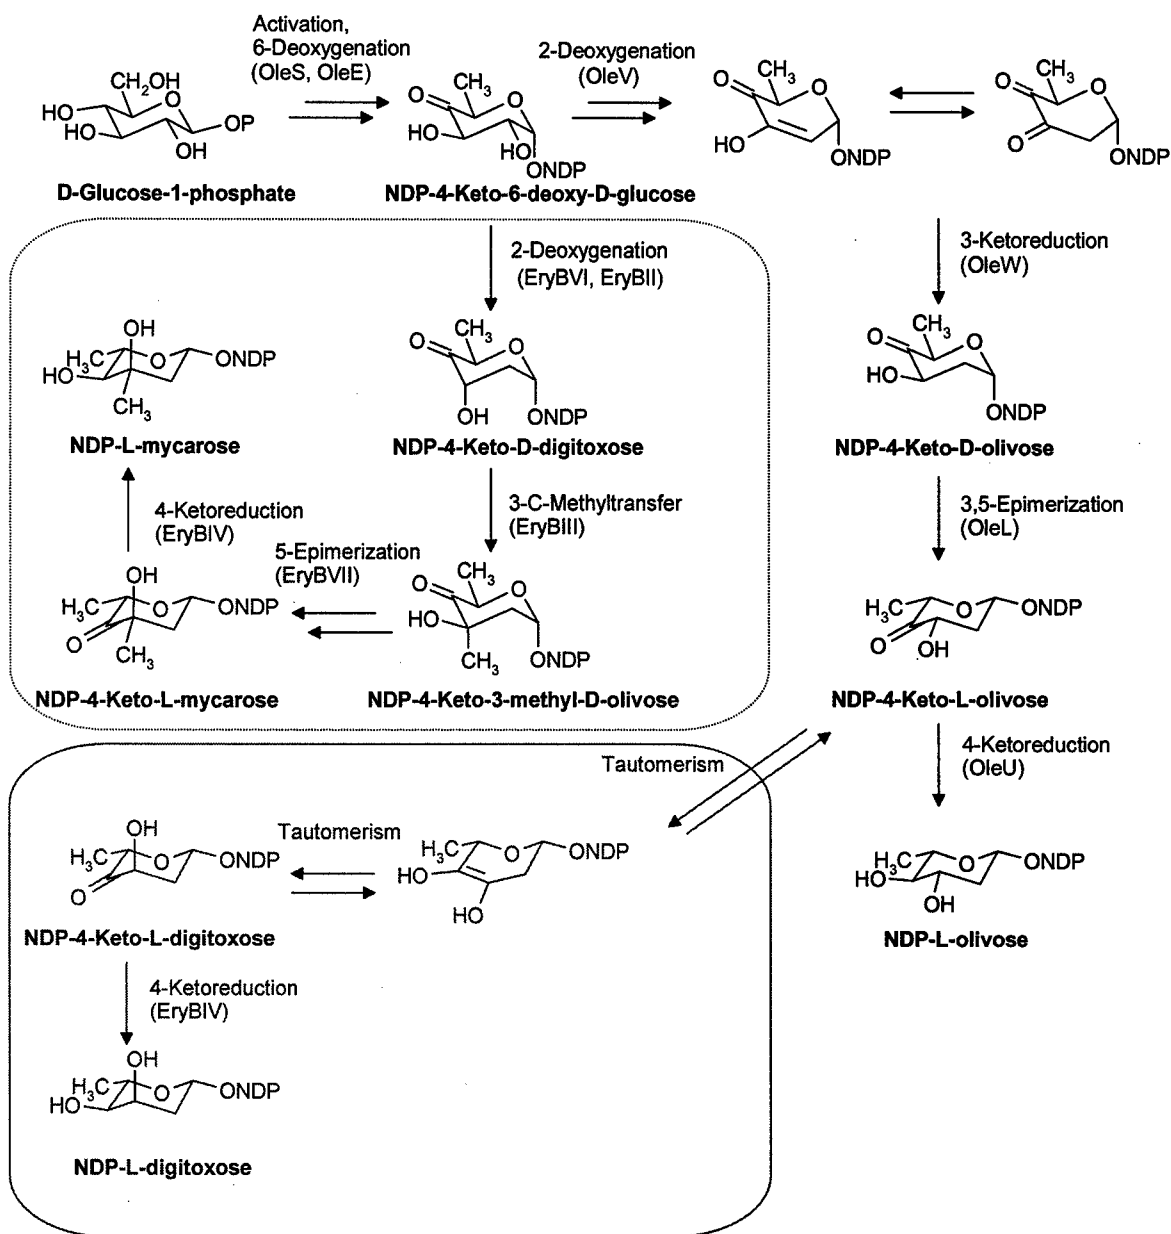 Activation,
6-Deoxygenation
(OleS, OleE)
2-Deoxygenation
(OleV)
CH2OH
HO
HO
O
OP
OH
D-Glucose-1-phosphate
O
CH3
O
HO
HO
ONDP
NDP-4-Keto-6-deoxy-D-glucose
CH3
O
O
HO
ONDP
CH3
O
O
O
ONDP
2-Deoxygenation
(EryBVI, EryBII)
3-Ketoreduction
(OleW)
OH
H3C
O
ONDP
HO
CH3
NDP-L-mycarose
CH3
O
O
OH
ONDP
NDP-4-Keto-D-digitoxose
CH3
O
O
HO
ONDP
NDP-4-Keto-D-olivose
4-Ketoreduction
(EryBIV)
3-C-Methyltransfer
(EryBIII)
3,5-Epimerization
(OleL)
5-Epimerization
(EryBVII)
OH
H3C
O
ONDP
O
CH3
NDP-4-Keto-L-mycarose
CH3
O
O
HO
CH3
ONDP
NDP-4-Keto-3-methyl-D-olivose
H3C
O
ONDP
O
OH
NDP-4-Keto-L-olivose
Tautomerism
4-Ketoreduction
(OleU)
OH
H3C
O
ONDP
O
NDP-4-Keto-L-digitoxose
Tautomerism
H3C
O
ONDP
HO
HO
H3C
O
ONDP
HO
OH
NDP-L-olivose
4-Ketoreduction
(EryBIV)
OH
H3C
O
ONDP
HO
NDP-L-digitoxose